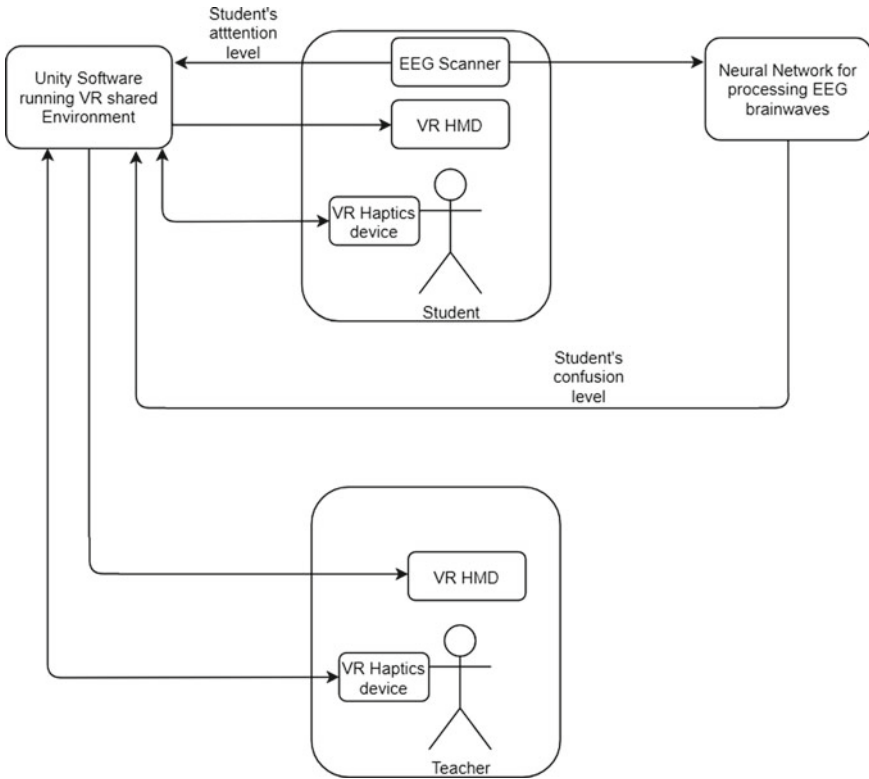 Student's
atttention
level
Unity Software
running VR shared
Environment
EEG Scanner
Neural Network for
processing EEG
brainwaves
VR HMD
VR Haptics
device
Student
Student's
confusion
level
VR HMD
VR Haptics
device
Teacher